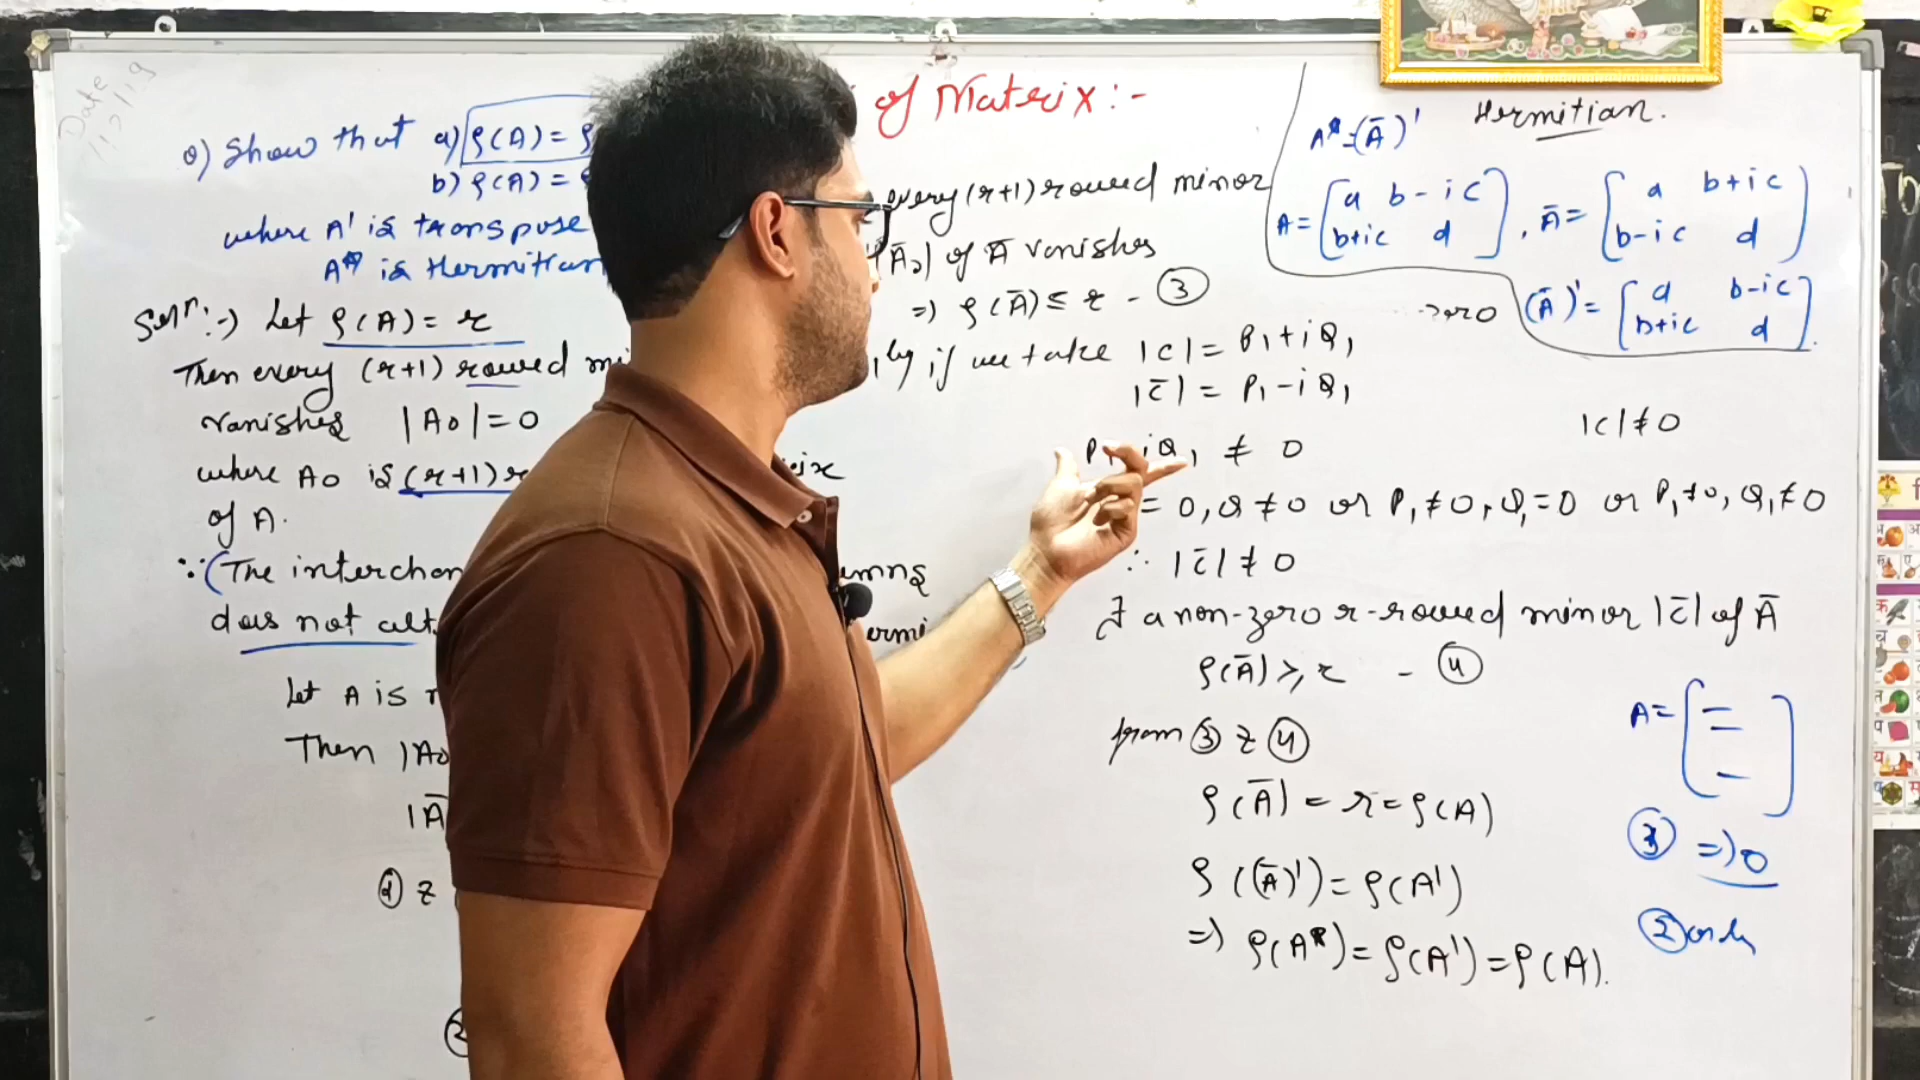 of Matrix:-
Q) Show that a) ρ(A) = ρ
b) ρ(A) =
where A' is transpose
A* is Hermitian
Solⁿ:-) Let ρ(A) = r
Then every (r+1) rowed
vanishes |A0| = 0
where A0 is (r+1)
of A.
∵ (The interchan
does not alt
Let A is
Then |A0
|Ā
① &
every (r+1) rowed minor
|Ā0| of Ā vanishes
=) ρ(Ā) ≤ r - ③
ly if we take |C| = P1 + iQ1
|C̄| = P1 - iQ1
|C| ≠ 0
iQ1 ≠ 0
= 0, Q ≠ 0 or P1 ≠ 0, Q1 = 0 or P1 ≠ 0, Q1 ≠ 0
∴ |C̄| ≠ 0
∃ a non-zero r-rowed minor |C̄| of Ā
ρ(Ā) ≥ r - ④
from ③ & ④
ρ(Ā) = r = ρ(A)
ρ((Ā)') = ρ(A')
=) ρ(A*) = ρ(A') = ρ(A).
Hermitian.
A* = (Ā)'
A = [a b-ic
b+ic d], Ā = [a b+ic
b-ic d]
(Ā)' = [a b-ic
b+ic d].
A = [
③ =) 0
② only
Date